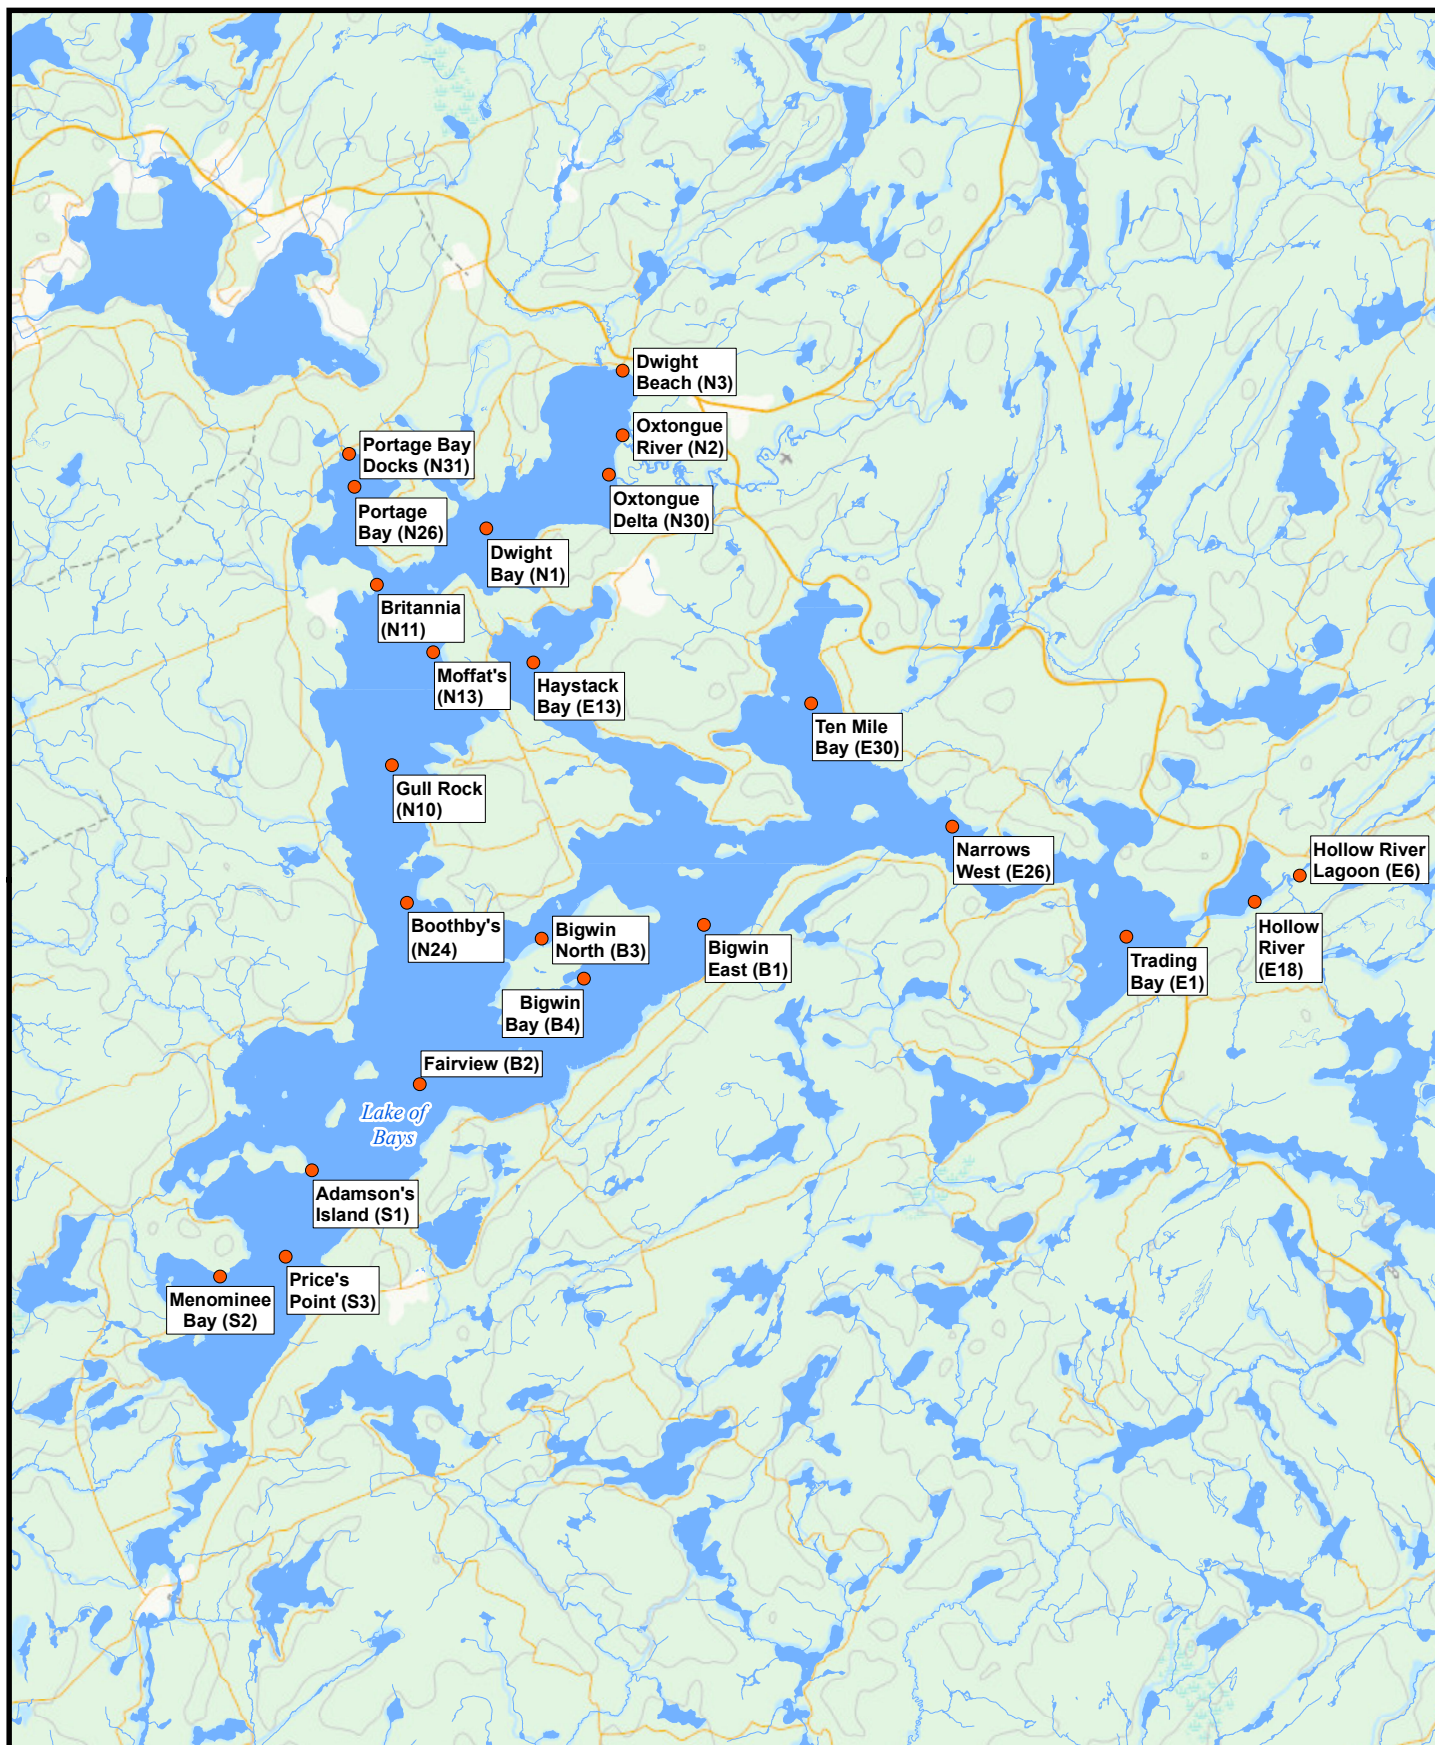 Dwight
Beach (N3)
Oxtongue
River (N2)
Portage Bay
Docks (N31)
Oxtongue
Delta (N30)
Portage
Bay (N26)
Dwight
Bay (N1)
Britannia
(N11)
Moffat's
(N13)
Haystack
Bay (E13)
Ten Mile
Bay (E30)
Gull Rock
(N10)
Narrows
West (E26)
Hollow River
Lagoon (E6)
Boothby's
(N24)
Bigwin
North (B3)
Bigwin
East (B1)
Hollow
River
(E18)
Trading
Bay (E1)
Bigwin
Bay (B4)
Fairview (B2)
Lake of
Bays
Adamson's
Island (S1)
Price's
Point (S3)
Menominee
Bay (S2)